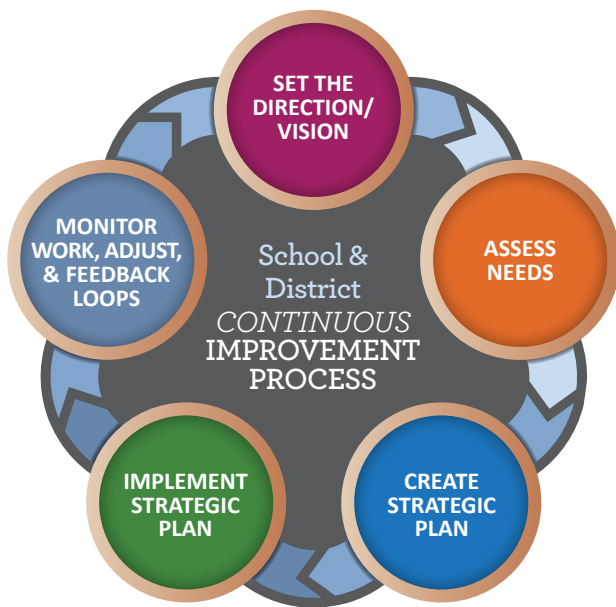 SET THE
DIRECTION/
VISION
ASSESS
NEEDS
CREATE
STRATEGIC
PLAN
IMPLEMENT
STRATEGIC
PLAN
MONITOR
WORK, ADJUST,
& FEEDBACK
LOOPS
School &
District
CONTINUOUS
IMPROVEMENT
PROCESS